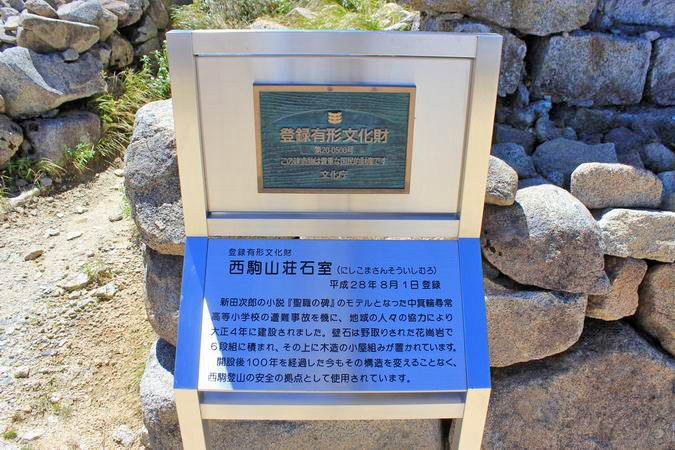 登録有形文化財
第20-0500号
この建造物は貴重な国民的財産です
文化庁
登録有形文化財
西駒山荘石室(にしこまさんそういしむろ)
平成28年8月1日登録
新田次郎の小説『聖職の碑』のモデルとなった中箕輪尋常
高等小学校の遭難事故を機に、地域の人々の協力により
大正4年に建設されました。壁石は野取りされた花崗岩で
6段組に積まれ、その上に木造の小屋組みが置かれています。
開設後100年を経過した今もその構造を変えることなく、
西駒登山の安全の拠点として使用されています。